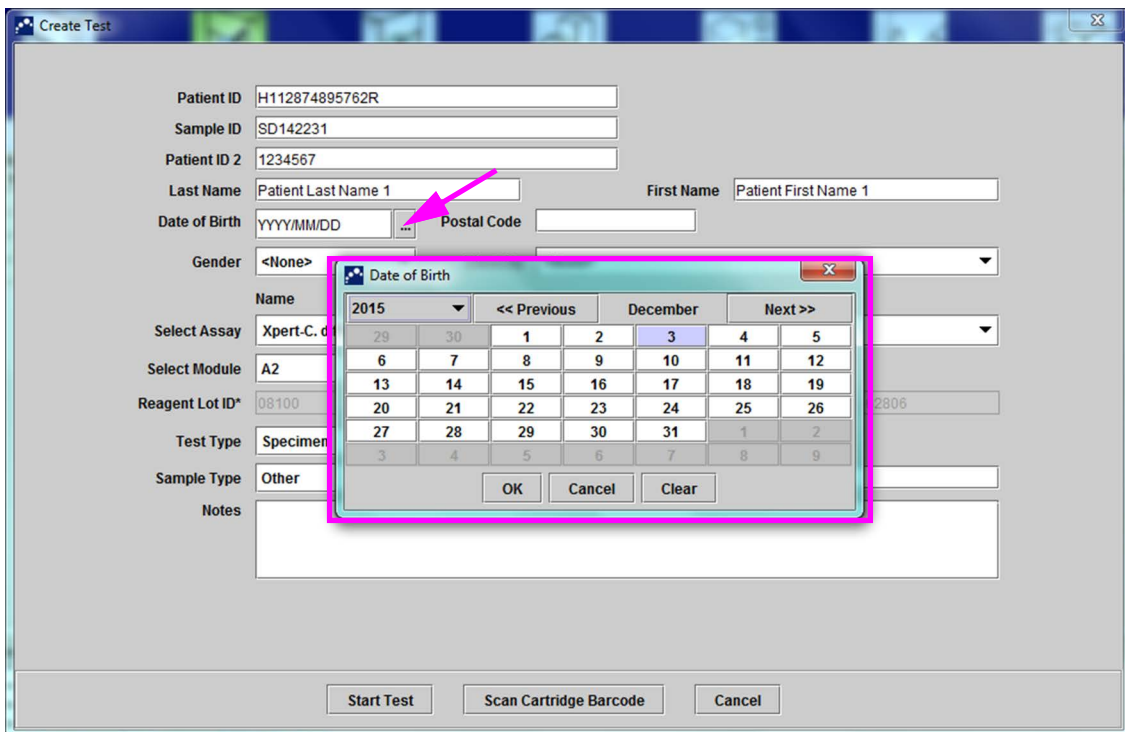 Create Test
Patient ID H112874895762R
Sample ID SD142231
Patient ID 2 1234567
Last Name Patient Last Name 1 First Name Patient First Name 1
Date of Birth YYYY/MM/DD ... Postal Code
Gender <None>
Name
Select Assay Xpert-C. d
Select Module A2
Reagent Lot ID* 08100 2806
Test Type Specimen
Sample Type Other
Notes
Date of Birth
2015 << Previous December Next >>
29 30 1 2 3 4 5
6 7 8 9 10 11 12
13 14 15 16 17 18 19
20 21 22 23 24 25 26
27 28 29 30 31 1 2
3 4 5 6 7 8 9
OK Cancel Clear
Start Test Scan Cartridge Barcode Cancel